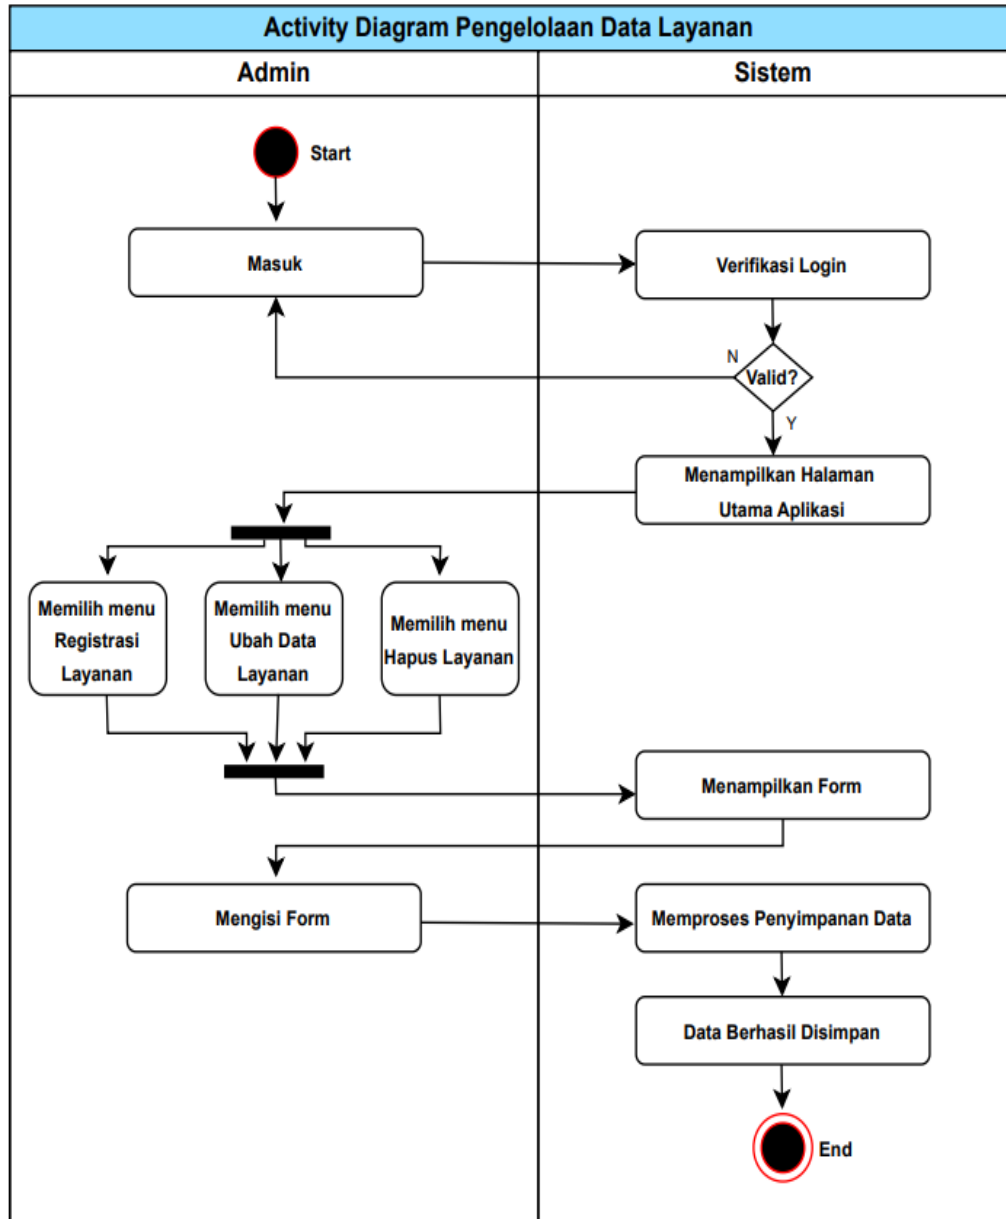 Activity Diagram Pengelolaan Data Layanan
Admin
Sistem
Start
Masuk
Verifikasi Login
N
Valid?
Y
Menampilkan Halaman
Utama Aplikasi
Memilih menu
Registrasi
Layanan
Memilih menu
Ubah Data
Layanan
Memilih menu
Hapus Layanan
Menampilkan Form
Mengisi Form
Memproses Penyimpanan Data
Data Berhasil Disimpan
End